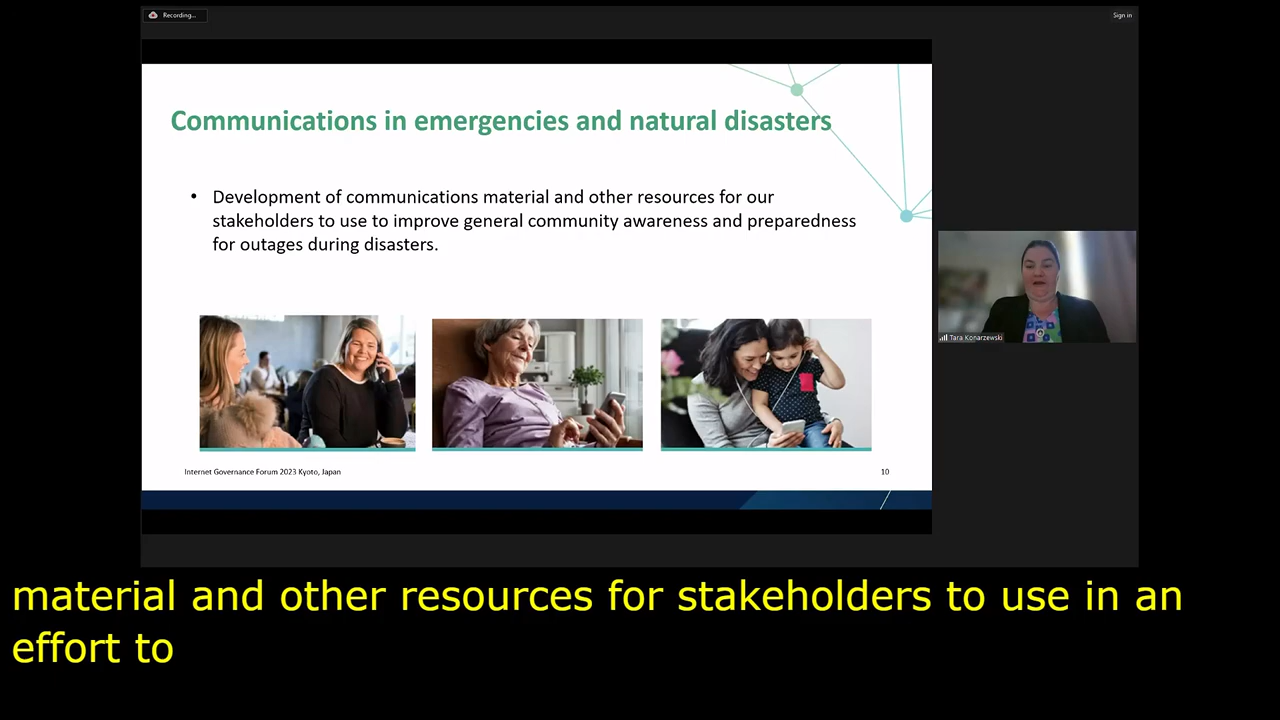 Recording...
Sign in
Communications in emergencies and natural disasters
• Development of communications material and other resources for our
stakeholders to use to improve general community awareness and preparedness
for outages during disasters.
Tara Konarzewski
Internet Governance Forum 2023 Kyoto, Japan
10
material and other resources for stakeholders to use in an
effort to